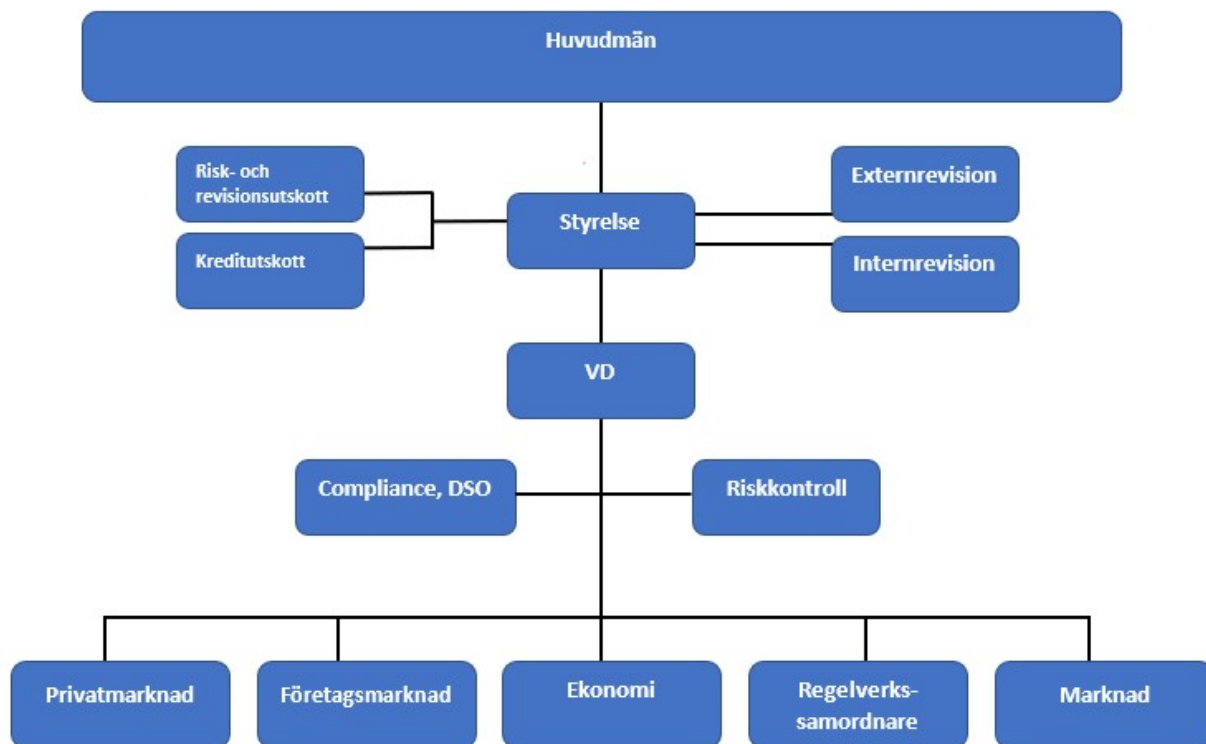 Huvudmän
Risk- och
revisionsutskott
Externrevision
Styrelse
Kreditutskott
Internrevision
VD
Compliance, DSO
Riskkontroll
Privatmarknad
Företagsmarknad
Ekonomi
Regelverks-
samordnare
Marknad